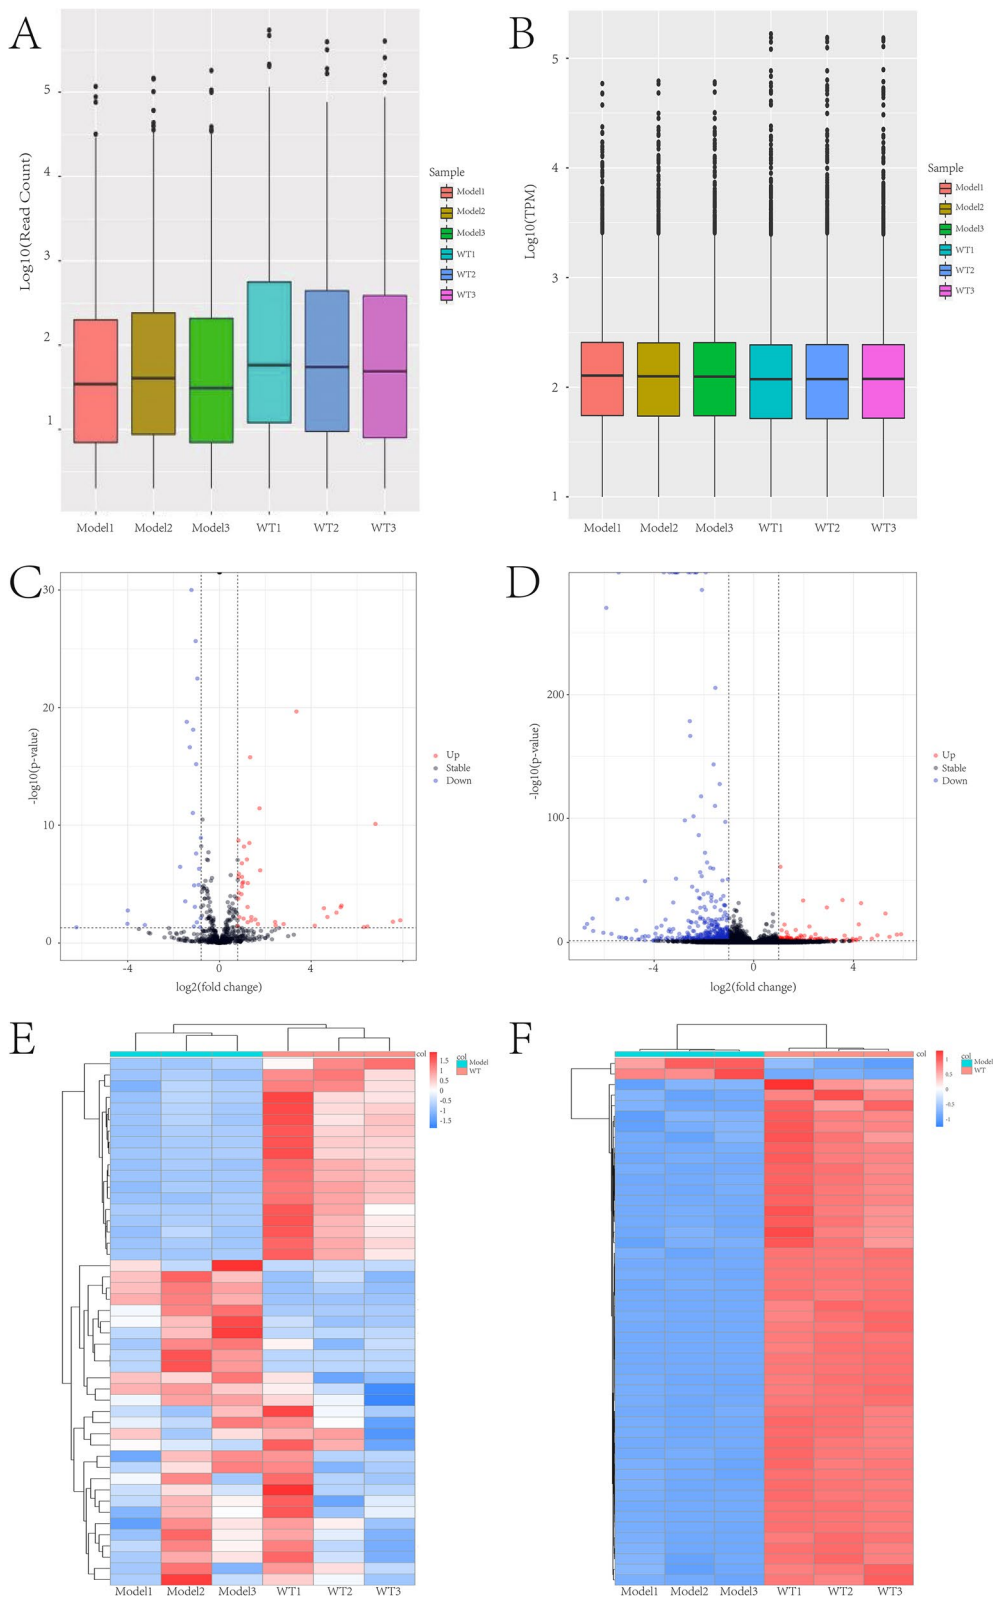 A
Log10(Read Count)
5
4
3
2
1
Model1 Model2 Model3 WT1 WT2 WT3
Sample
Model1
Model2
Model3
WT1
WT2
WT3
B
Log10(TPM)
5
4
3
2
1
Model1 Model2 Model3 WT1 WT2 WT3
Sample
Model1
Model2
Model3
WT1
WT2
WT3
C
-log10(p-value)
30
20
10
0
-4 0 4
log2(fold change)
Up
Stable
Down
D
-log10(p-value)
200
100
0
-4 0 4
log2(fold change)
Up
Stable
Down
E
col
1.5
1
0.5
0
-0.5
-1
-1.5
col
Model
WT
Model1 Model2 Model3 WT1 WT2 WT3
F
col
1
0.5
0
-0.5
-1
col
Model
WT
Model1 Model2 Model3 WT1 WT2 WT3